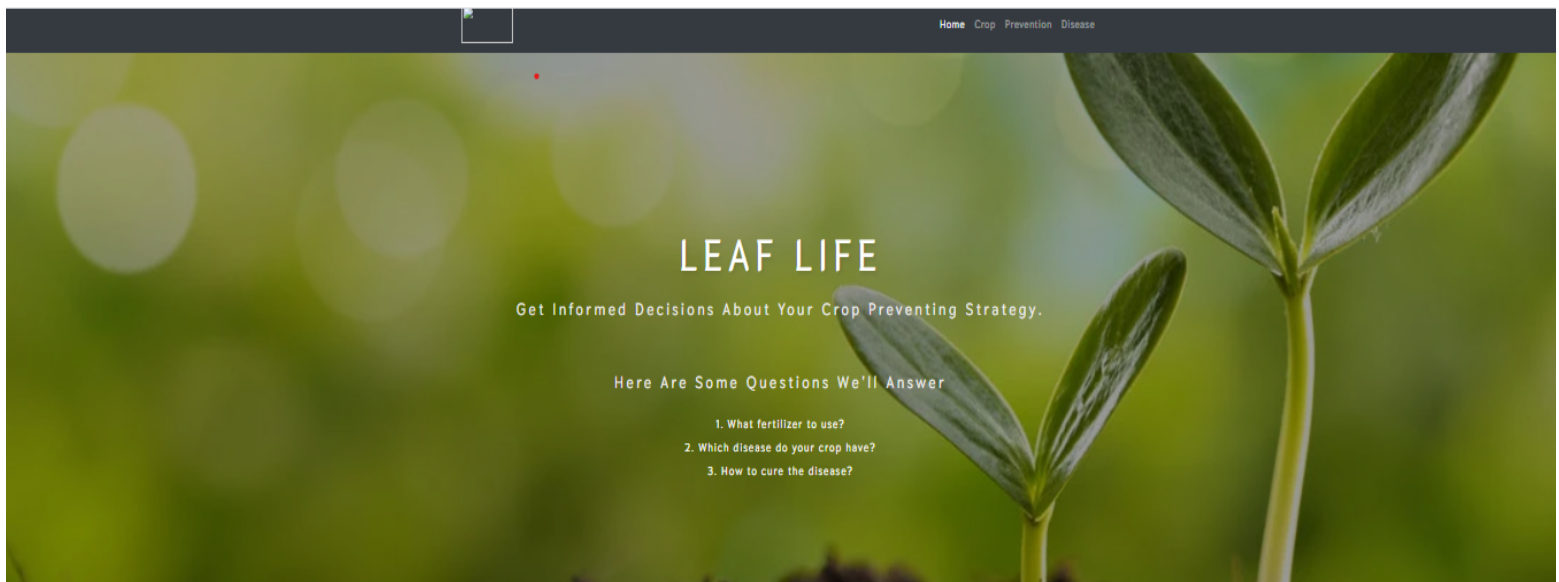 Home Crop Prevention Disease
LEAF LIFE
Get Informed Decisions About Your Crop Preventing Strategy.
Here Are Some Questions We'll Answer
1. What fertilizer to use?
2. Which disease do your crop have?
3. How to cure the disease?